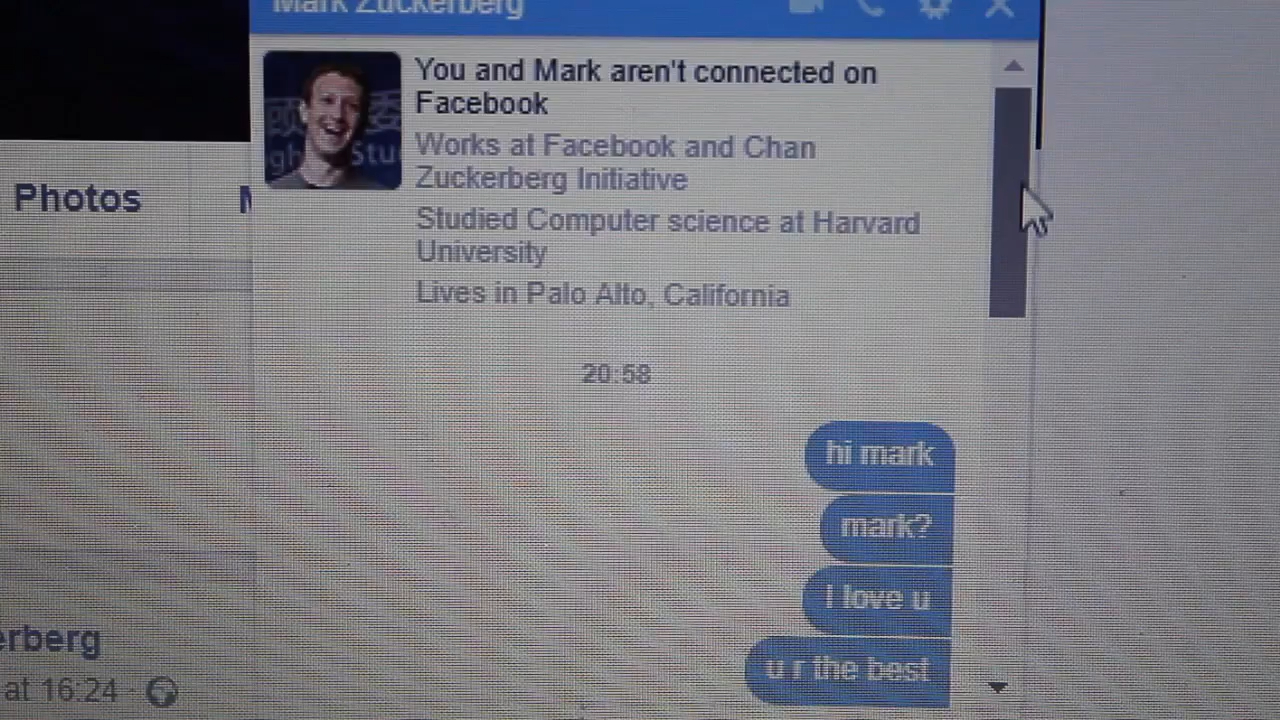 Mark Zuckerberg
You and Mark aren't connected on
Facebook
Works at Facebook and Chan
Zuckerberg Initiative
Studied Computer science at Harvard
University
Lives in Palo Alto, California
Photos
20:58
hi mark
mark?
I love u
u r the best
erberg
at 16:24